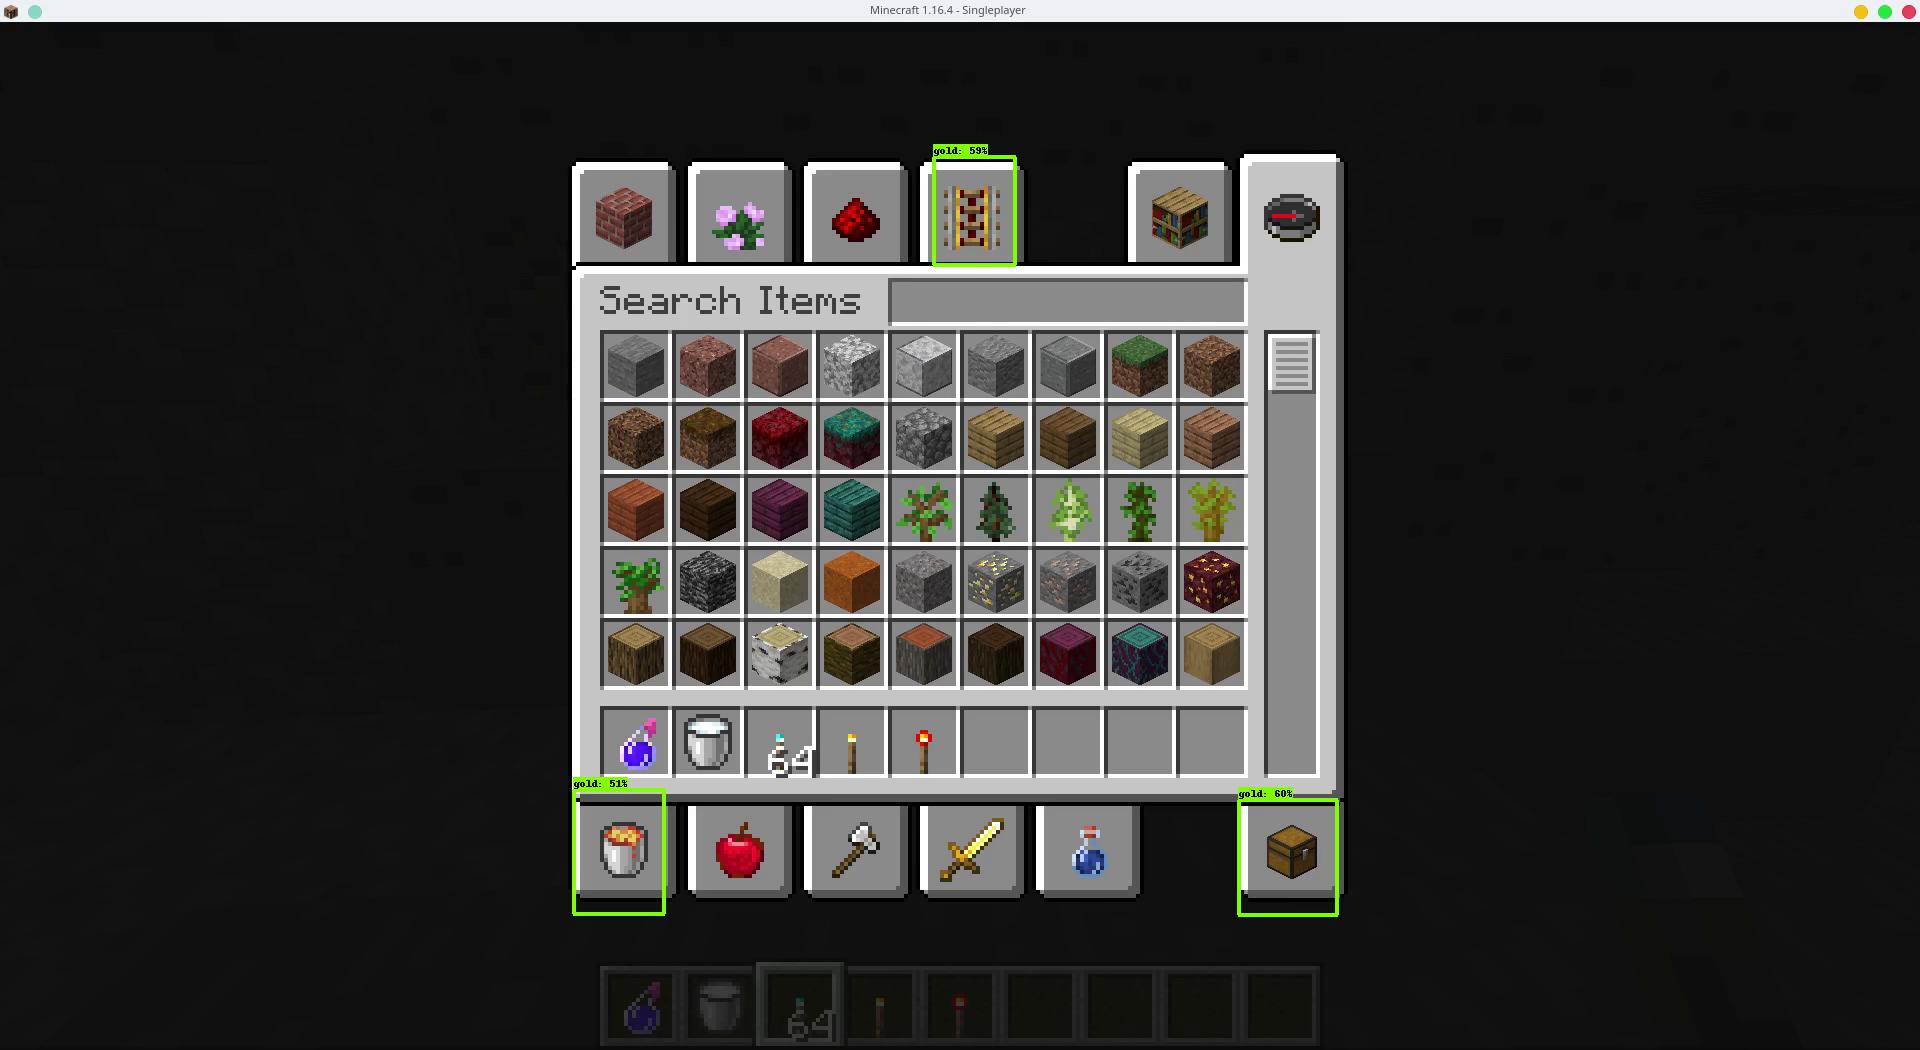 Minecraft 1.16.4 - Singleplayer
gold: 59%
Search Items
64
gold: 51%
gold: 60%
64